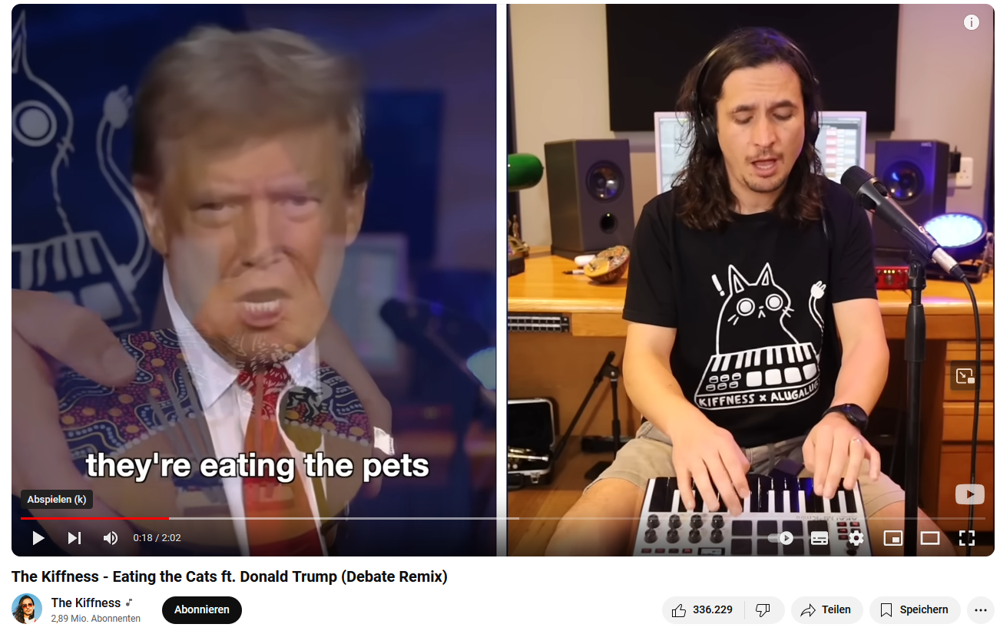 KIFFNESS x ALUGALUG
they're eating the pets
Abspielen (k)
0:18 / 2:02
The Kiffness - Eating the Cats ft. Donald Trump (Debate Remix)
The Kiffness
2,89 Mio. Abonnenten
Abonnieren
336.229
Teilen
Speichern